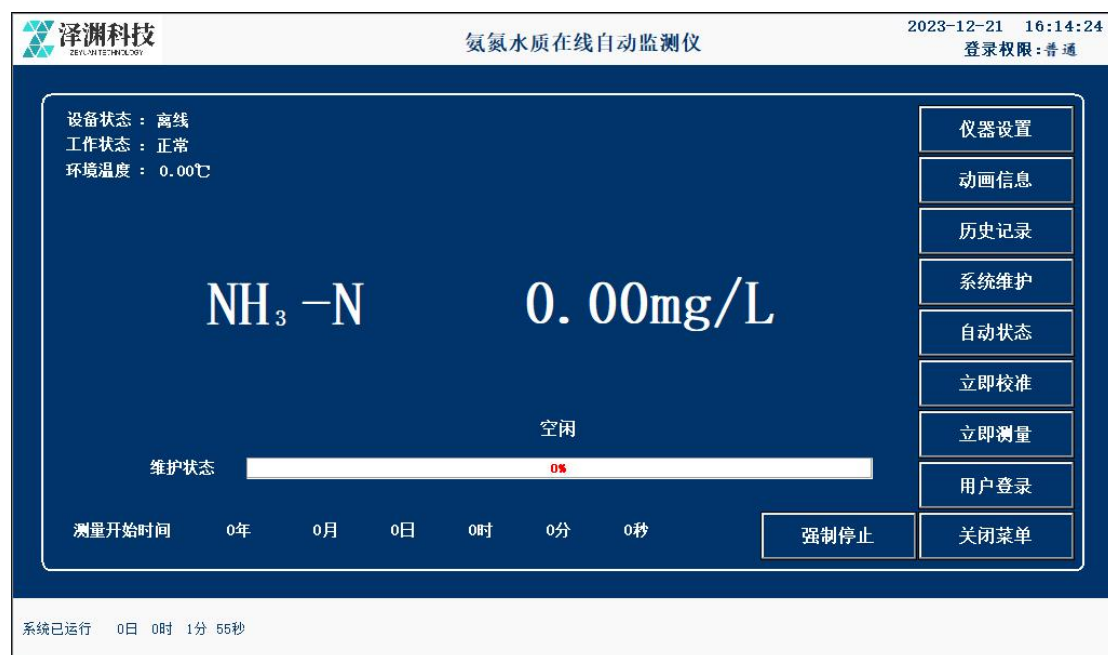 泽渊科技
ZEYUANTECHNOLOGY
氨氮水质在线自动监测仪
2023-12-21 16:14:24
登录权限:普通
设备状态： 离线
工作状态： 正常
环境温度： 0.00℃
NH₃－N 0.00mg/L
空闲
维护状态 0%
测量开始时间 0年 0月 0日 0时 0分 0秒
仪器设置
动画信息
历史记录
系统维护
自动状态
立即校准
立即测量
用户登录
强制停止 关闭菜单
系统已运行 0日 0时 1分 55秒